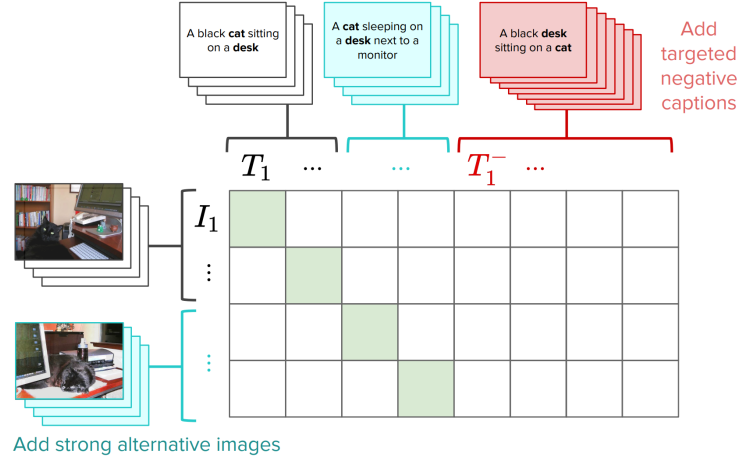 A black cat sitting
on a desk
A cat sleeping on
a desk next to a
monitor
A black desk
sitting on a cat
Add
targeted
negative
captions
T₁ ... ... T₁⁻ ...
I₁
⋮
⋮
Add strong alternative images